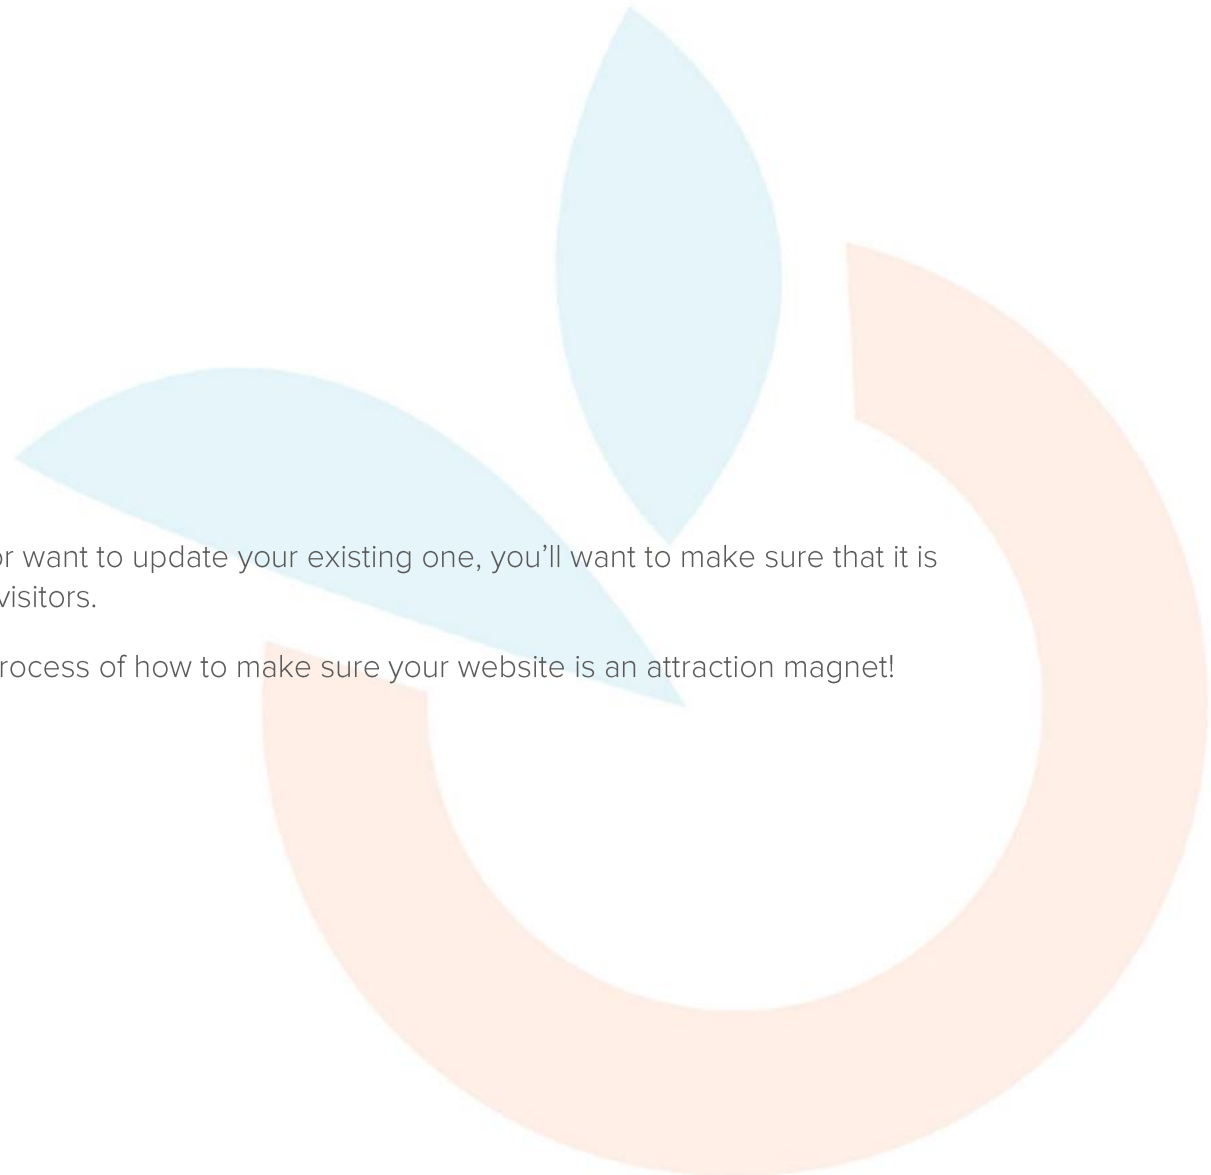 or want to update your existing one, you’ll want to make sure that it is
visitors.
rocess of how to make sure your website is an attraction magnet!